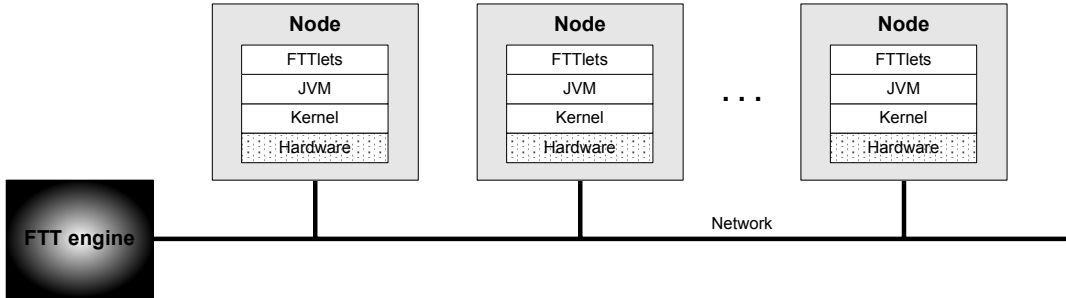 Node
FTTlets
JVM
Kernel
Hardware
Node
FTTlets
JVM
Kernel
Hardware
. . .
Node
FTTlets
JVM
Kernel
Hardware
FTT engine
Network